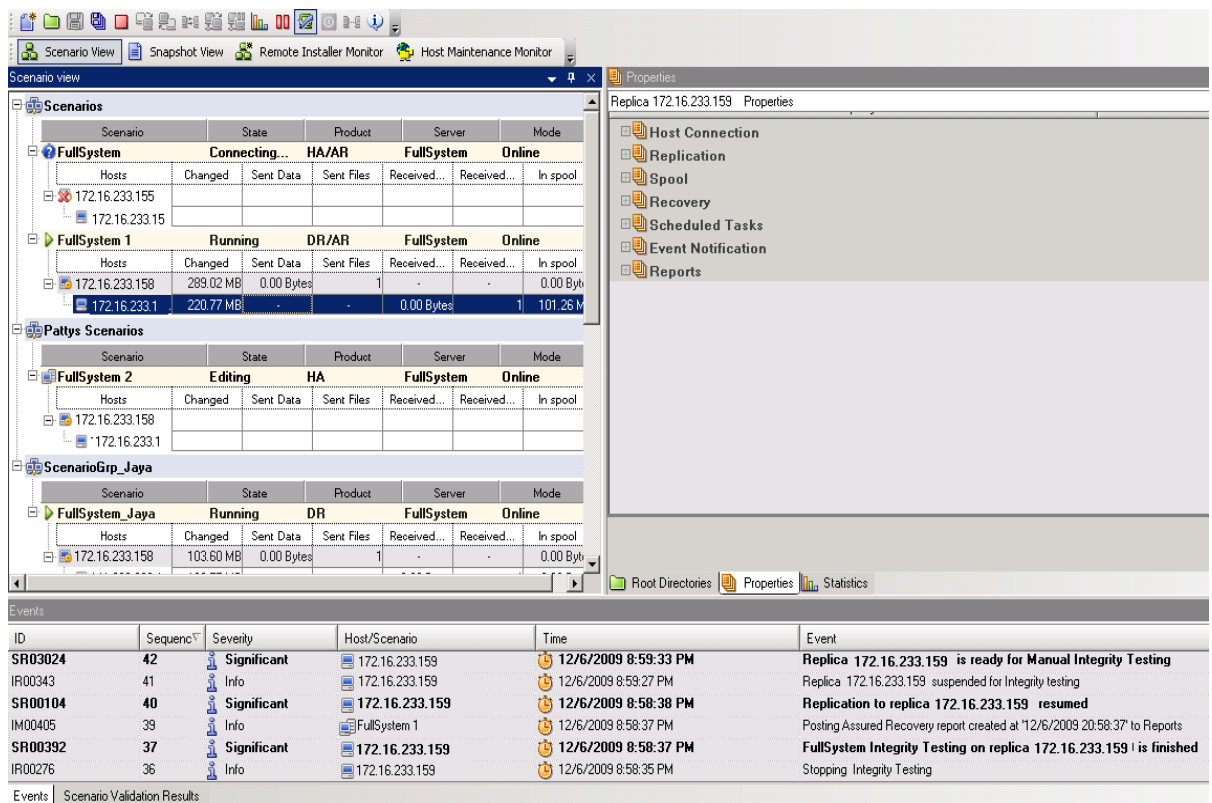 Scenario View Snapshot View Remote Installer Monitor Host Maintenance Monitor
Scenario view
Scenarios
Scenario State Product Server Mode
FullSystem Connecting... HA/AR FullSystem Online
Hosts Changed Sent Data Sent Files Received... Received... In spool
172.16.233.155
172.16.233.15
FullSystem 1 Running DR/AR FullSystem Online
Hosts Changed Sent Data Sent Files Received... Received... In spool
172.16.233.158 289.02 MB 0.00 Bytes 1 - - 0.00 Byt
172.16.233.1 220.77 MB - - 0.00 Bytes 1 101.26 M
Pattys Scenarios
Scenario State Product Server Mode
FullSystem 2 Editing HA FullSystem Online
Hosts Changed Sent Data Sent Files Received... Received... In spool
172.16.233.158
172.16.233.1
ScenarioGrp_Jaya
Scenario State Product Server Mode
FullSystem_Jaya Running DR FullSystem Online
Hosts Changed Sent Data Sent Files Received... Received... In spool
172.16.233.158 103.60 MB 0.00 Bytes 1 - - 0.00 Byt
Properties
Replica 172.16.233.159 Properties
Host Connection
Replication
Spool
Recovery
Scheduled Tasks
Event Notification
Reports
Root Directories Properties Statistics
Events
ID Sequenc Severity Host/Scenario Time Event
SR03024 42 Significant 172.16.233.159 12/6/2009 8:59:33 PM Replica 172.16.233.159 is ready for Manual Integrity Testing
IR00343 41 Info 172.16.233.159 12/6/2009 8:59:27 PM Replica 172.16.233.159 suspended for Integrity testing
SR00104 40 Significant 172.16.233.159 12/6/2009 8:58:38 PM Replication to replica 172.16.233.159 resumed
IM00405 39 Info FullSystem 1 12/6/2009 8:58:37 PM Posting Assured Recovery report created at '12/6/2009 20:58:37' to Reports
SR00392 37 Significant 172.16.233.159 12/6/2009 8:58:37 PM FullSystem Integrity Testing on replica 172.16.233.159 is finished
IR00276 36 Info 172.16.233.159 12/6/2009 8:58:35 PM Stopping Integrity Testing
Events Scenario Validation Results